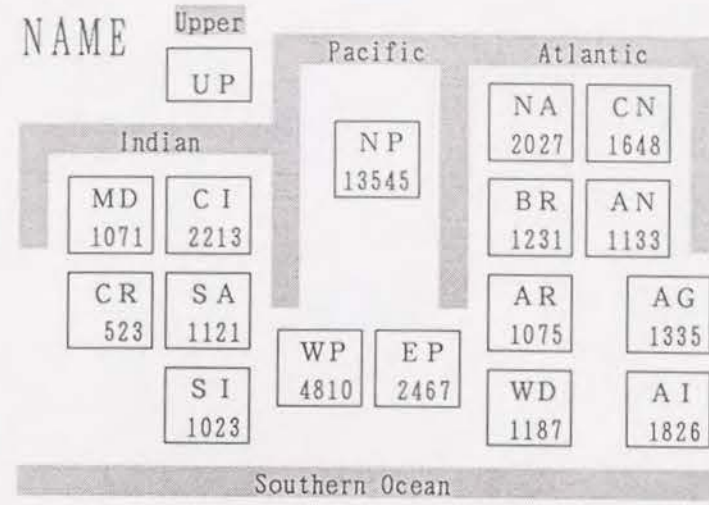 NAME
Upper
UP
Pacific
Atlantic
Indian
NP
13545
NA
2027
CN
1648
MD
1071
CI
2213
BR
1231
AN
1133
CR
523
SA
1121
AR
1075
AG
1335
WP
4810
EP
2467
SI
1023
WD
1187
AI
1826
Southern Ocean